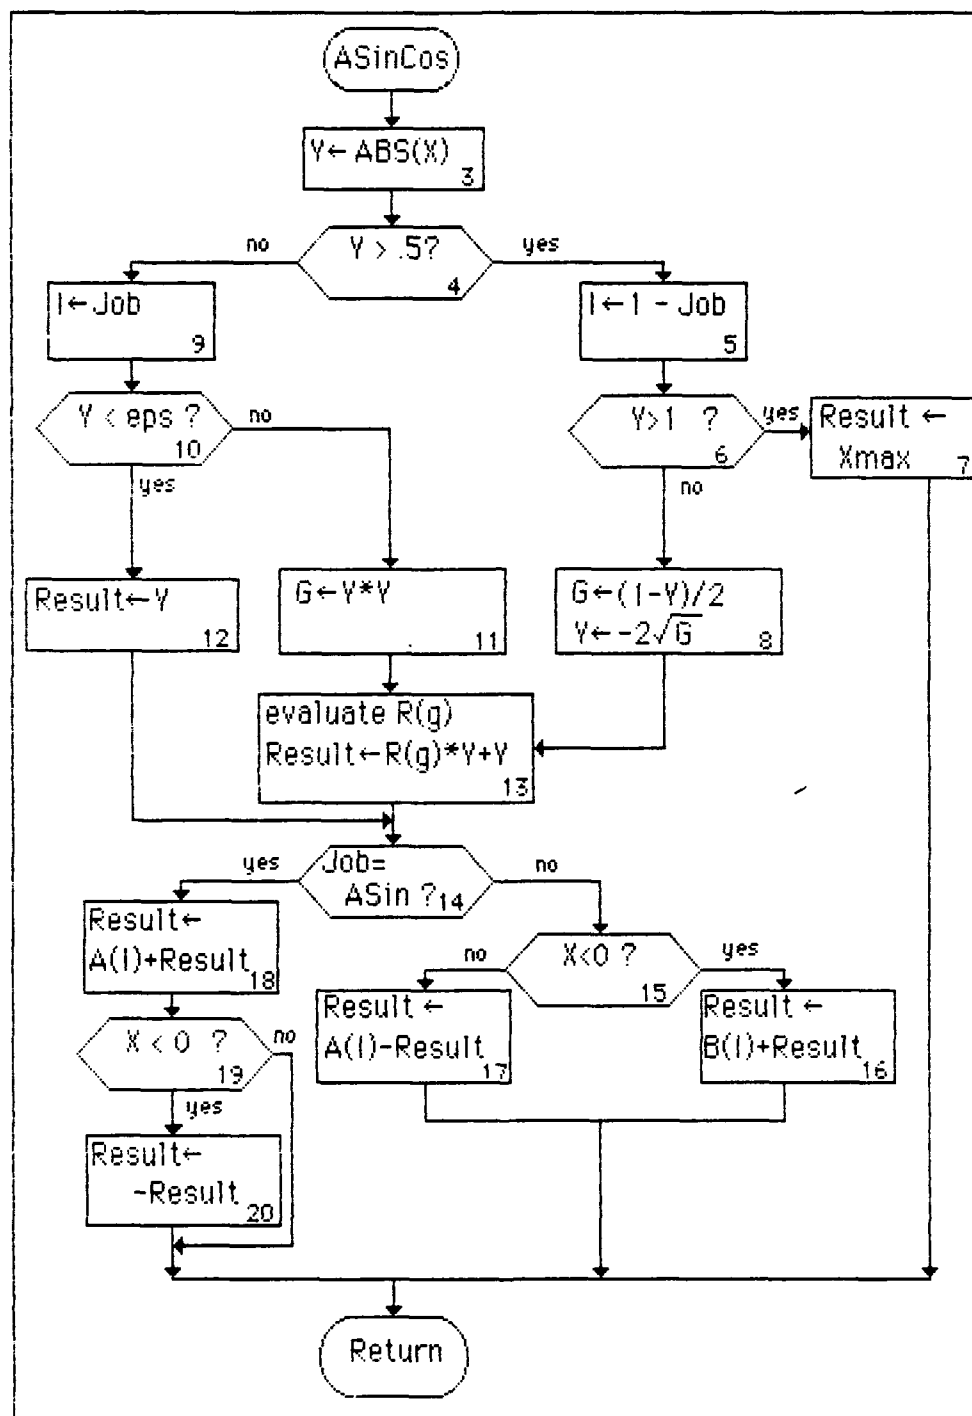 ASinCos
Y← ABS(X)
3
Y > .5?
4
no
yes
I←Job
9
I←1 - Job
5
Y < eps ?
10
no
yes
Y>1 ?
6
yes
no
Result ←
Xmax
7
Result←Y
12
G←Y*Y
11
G←(1-Y)/2
Y←-2√G
8
evaluate R(g)
Result←R(g)*Y+Y
13
Job=
ASin ?
14
yes
no
Result←
A(I)+Result
18
X<0 ?
15
no
yes
Result ←
A(I)-Result
17
Result ←
B(I)+Result
16
X < 0 ?
19
no
yes
Result←
-Result
20
Return